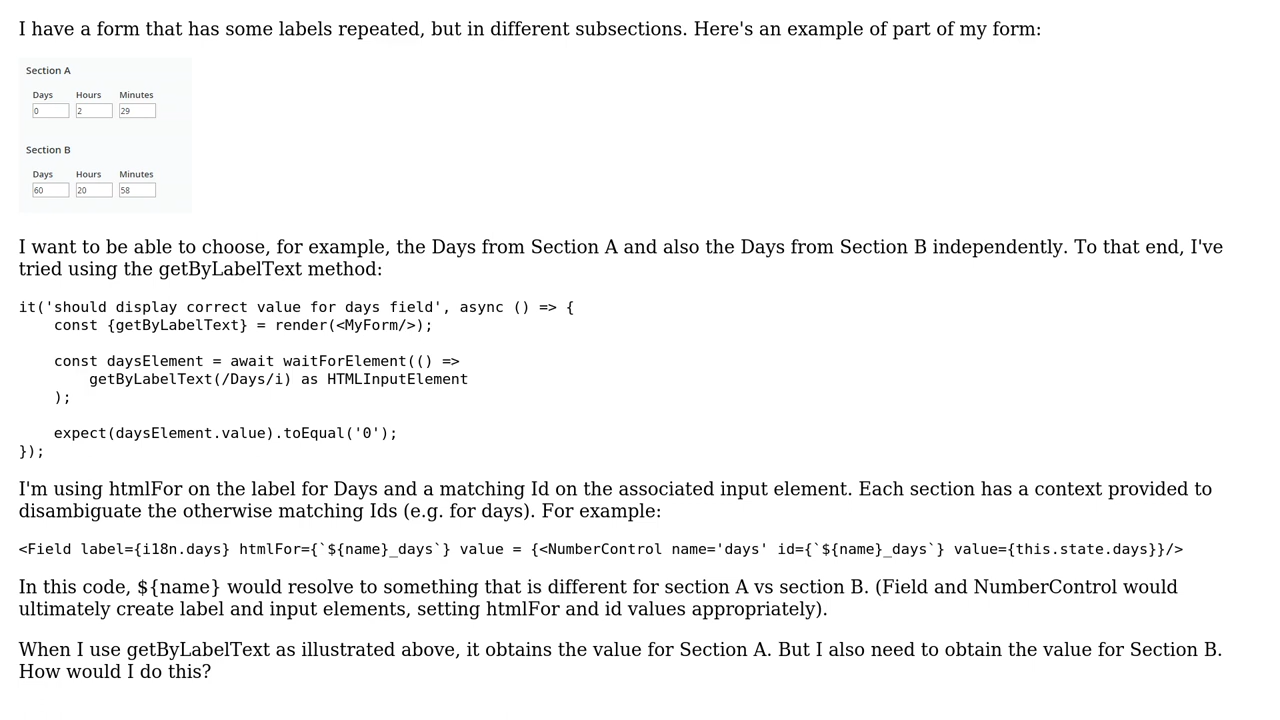 I have a form that has some labels repeated, but in different subsections. Here's an example of part of my form:
Section A
Days Hours Minutes
0 2 29
Section B
Days Hours Minutes
60 20 58
I want to be able to choose, for example, the Days from Section A and also the Days from Section B independently. To that end, I've
tried using the getByLabelText method:
it('should display correct value for days field', async () => {
    const {getByLabelText} = render(<MyForm/>);
    const daysElement = await waitForElement(() =>
        getByLabelText(/Days/i) as HTMLInputElement
    );
    expect(daysElement.value).toEqual('0');
});
I'm using htmlFor on the label for Days and a matching Id on the associated input element. Each section has a context provided to
disambiguate the otherwise matching Ids (e.g. for days). For example:
<Field label={i18n.days} htmlFor={`${name}_days`} value = {<NumberControl name='days' id={`${name}_days`} value={this.state.days}}/>
In this code, ${name} would resolve to something that is different for section A vs section B. (Field and NumberControl would
ultimately create label and input elements, setting htmlFor and id values appropriately).
When I use getByLabelText as illustrated above, it obtains the value for Section A. But I also need to obtain the value for Section B.
How would I do this?